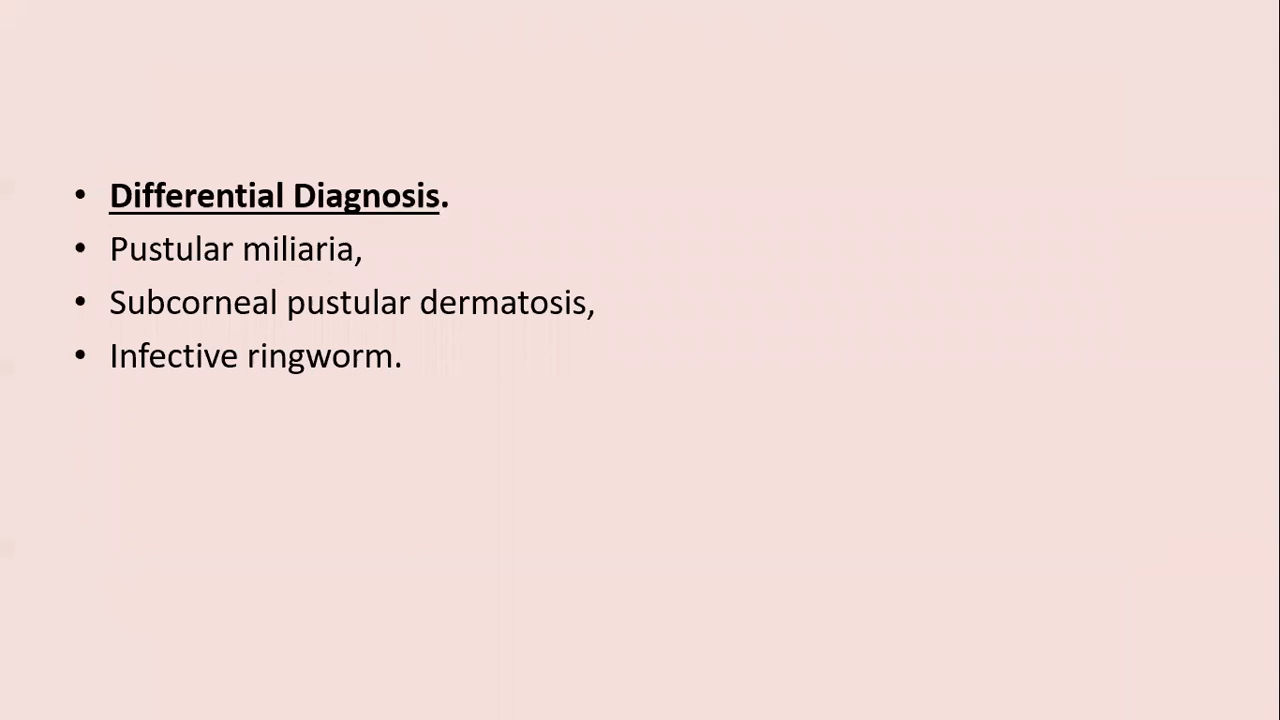 • Differential Diagnosis.
• Pustular miliaria,
• Subcorneal pustular dermatosis,
• Infective ringworm.